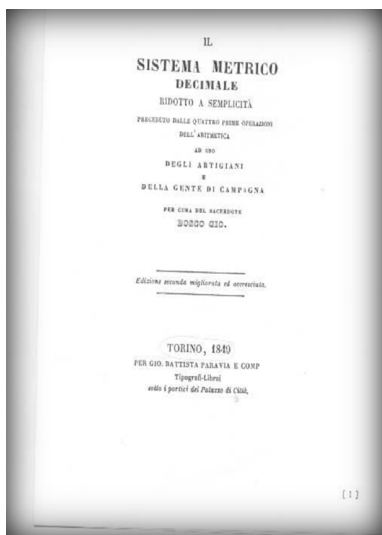 IL
SISTEMA METRICO
DECIMALE
RIDOTTO A SEMPLICITÀ
PRECEDUTO DALLE QUATTRO PRIME OPERAZIONI
DELL'ARITMETICA
AD USO
DEGLI ARTIGIANI
E
DELLA GENTE DI CAMPAGNA
PER CURA DEL SACERDOTE
BOSCO GIO.
Edizione seconda migliorata ed accresciuta.
TORINO, 1849
PER GIO. BATTISTA PARAVIA E COMP
Tipografi-Librai
sotto i portici del Palazzo di Città,
[ 1 ]